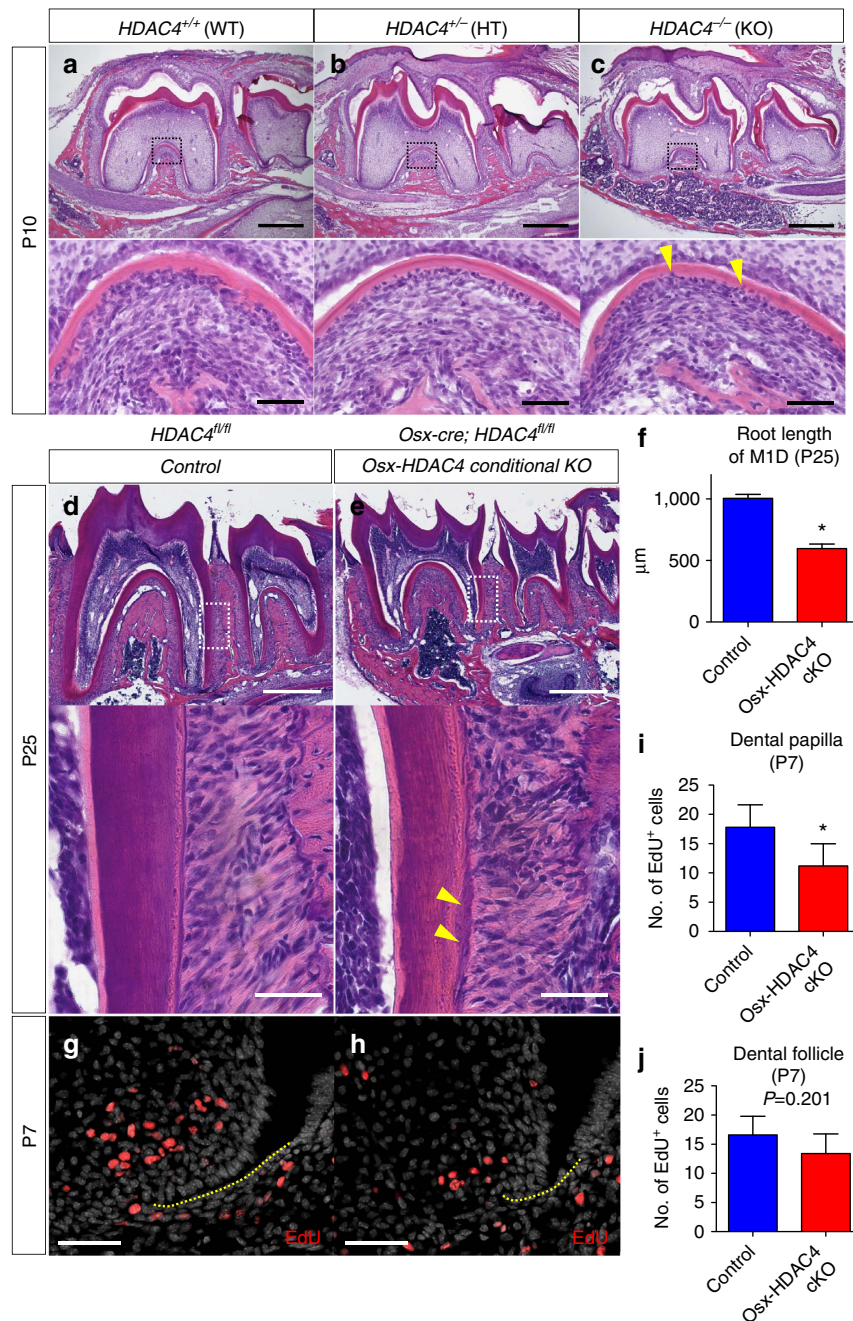 HDAC4+/+ (WT)
HDAC4+/– (HT)
HDAC4–/– (KO)
a
b
c
P10
HDAC4fl/fl
Osx-cre; HDAC4fl/fl
Control
Osx-HDAC4 conditional KO
d
e
P25
f
Root length
of M1D (P25)
1,000
500
0
μm
*
Control
Osx-HDAC4
cKO
i
Dental papilla
(P7)
25
20
15
10
5
0
No. of EdU+ cells
*
Control
Osx-HDAC4
cKO
P7
g
h
EdU
EdU
j
Dental follicle
(P7)
P=0.201
25
20
15
10
5
0
No. of EdU+ cells
Control
Osx-HDAC4
cKO